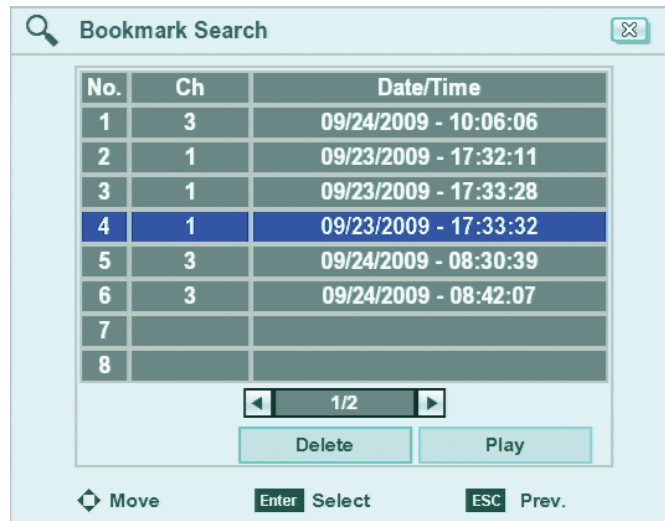 Bookmark Search
No. Ch Date/Time
1 3 09/24/2009 - 10:06:06
2 1 09/23/2009 - 17:32:11
3 1 09/23/2009 - 17:33:28
4 1 09/23/2009 - 17:33:32
5 3 09/24/2009 - 08:30:39
6 3 09/24/2009 - 08:42:07
7
8
1/2
Delete Play
Move Enter Select ESC Prev.